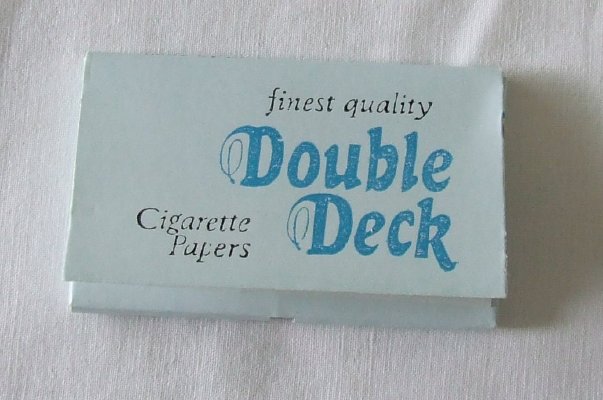 finest quality
Double
Deck
Cigarette
Papers